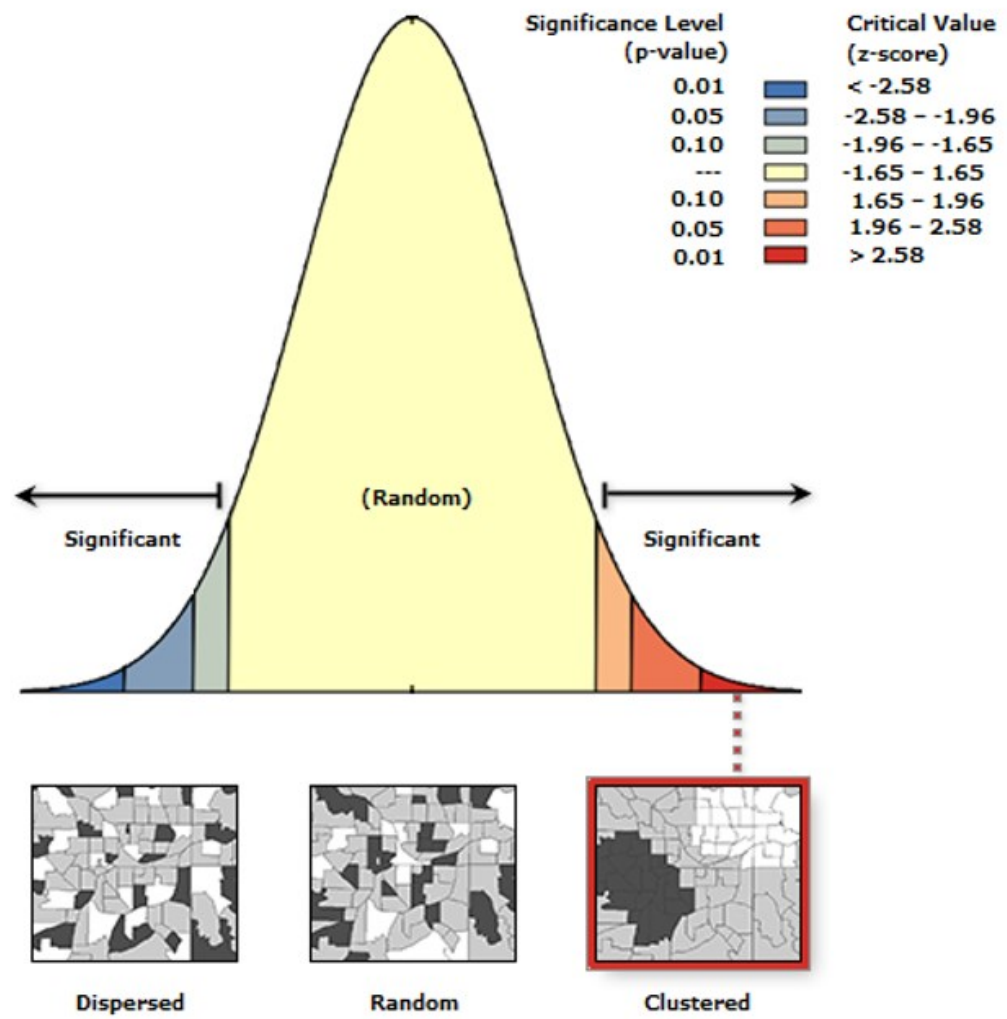 Significance Level Critical Value
(p-value) (z-score)
0.01 < -2.58
0.05 -2.58 – -1.96
0.10 -1.96 – -1.65
--- -1.65 – 1.65
0.10 1.65 – 1.96
0.05 1.96 – 2.58
0.01 > 2.58
(Random)
Significant Significant
Dispersed Random Clustered